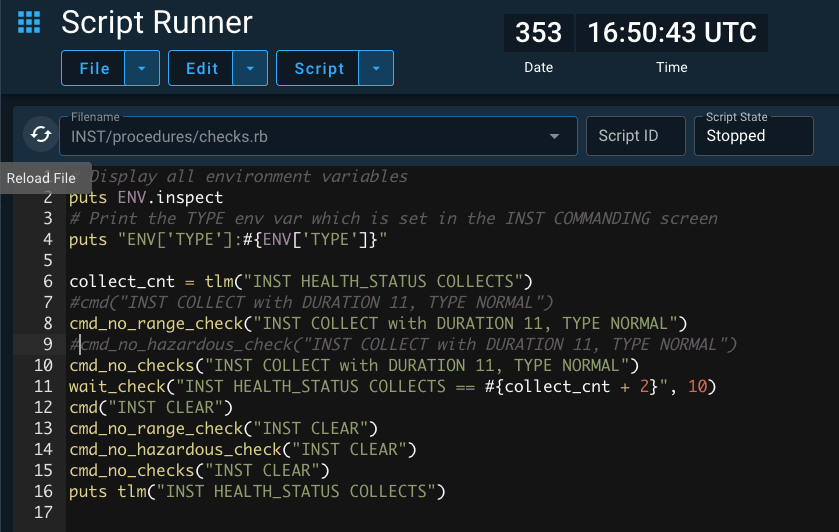 Script Runner
353
16:50:43 UTC
Date
Time
File
Edit
Script
Filename
INST/procedures/checks.rb
Script ID
Script State
Stopped
Reload File
Display all environment variables
2 puts ENV.inspect
3 # Print the TYPE env var which is set in the INST COMMANDING screen
4 puts "ENV['TYPE']:#{ENV['TYPE']}"
5
6 collect_cnt = tlm("INST HEALTH_STATUS COLLECTS")
7 #cmd("INST COLLECT with DURATION 11, TYPE NORMAL")
8 cmd_no_range_check("INST COLLECT with DURATION 11, TYPE NORMAL")
9 #cmd_no_hazardous_check("INST COLLECT with DURATION 11, TYPE NORMAL")
10 cmd_no_checks("INST COLLECT with DURATION 11, TYPE NORMAL")
11 wait_check("INST HEALTH_STATUS COLLECTS == #{collect_cnt + 2}", 10)
12 cmd("INST CLEAR")
13 cmd_no_range_check("INST CLEAR")
14 cmd_no_hazardous_check("INST CLEAR")
15 cmd_no_checks("INST CLEAR")
16 puts tlm("INST HEALTH_STATUS COLLECTS")
17